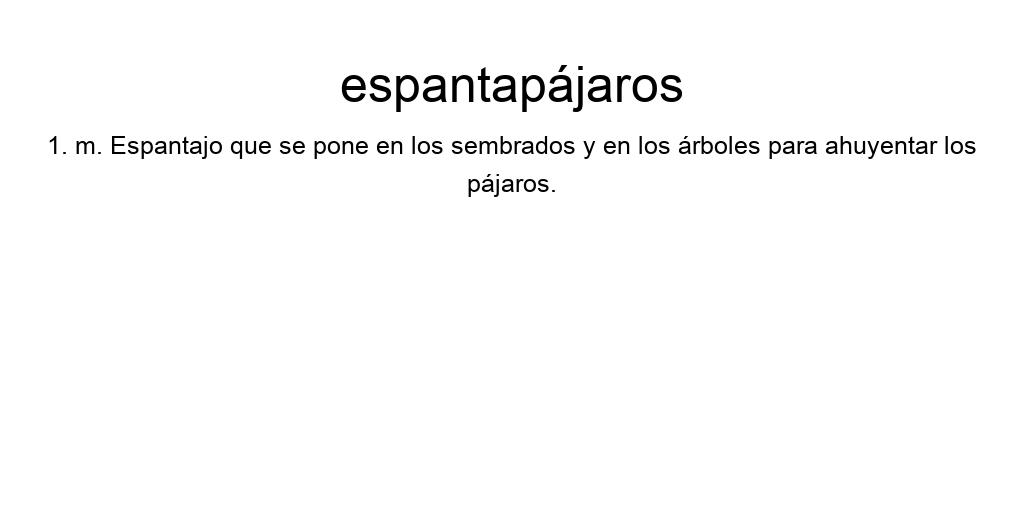 espantapájaros
1. m. Espantajo que se pone en los sembrados y en los árboles para ahuyentar los
pájaros.